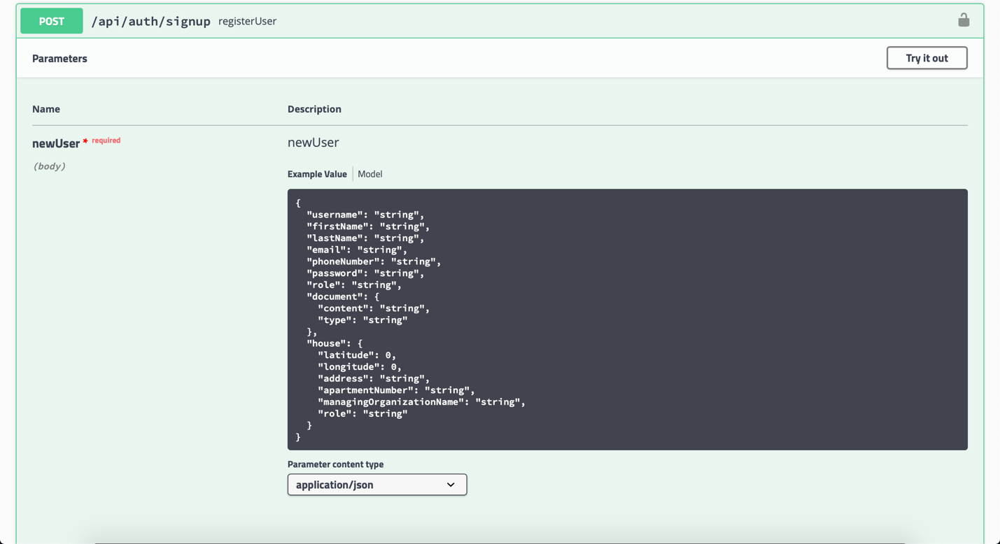 POST /api/auth/signup registerUser
Parameters
Try it out
Name Description
newUser * required
(body)
newUser
Example Value Model
{
  "username": "string",
  "firstName": "string",
  "lastName": "string",
  "email": "string",
  "phoneNumber": "string",
  "password": "string",
  "role": "string",
  "document": {
    "content": "string",
    "type": "string"
  },
  "house": {
    "latitude": 0,
    "longitude": 0,
    "address": "string",
    "apartmentNumber": "string",
    "managingOrganizationName": "string",
    "role": "string"
  }
}
Parameter content type
application/json